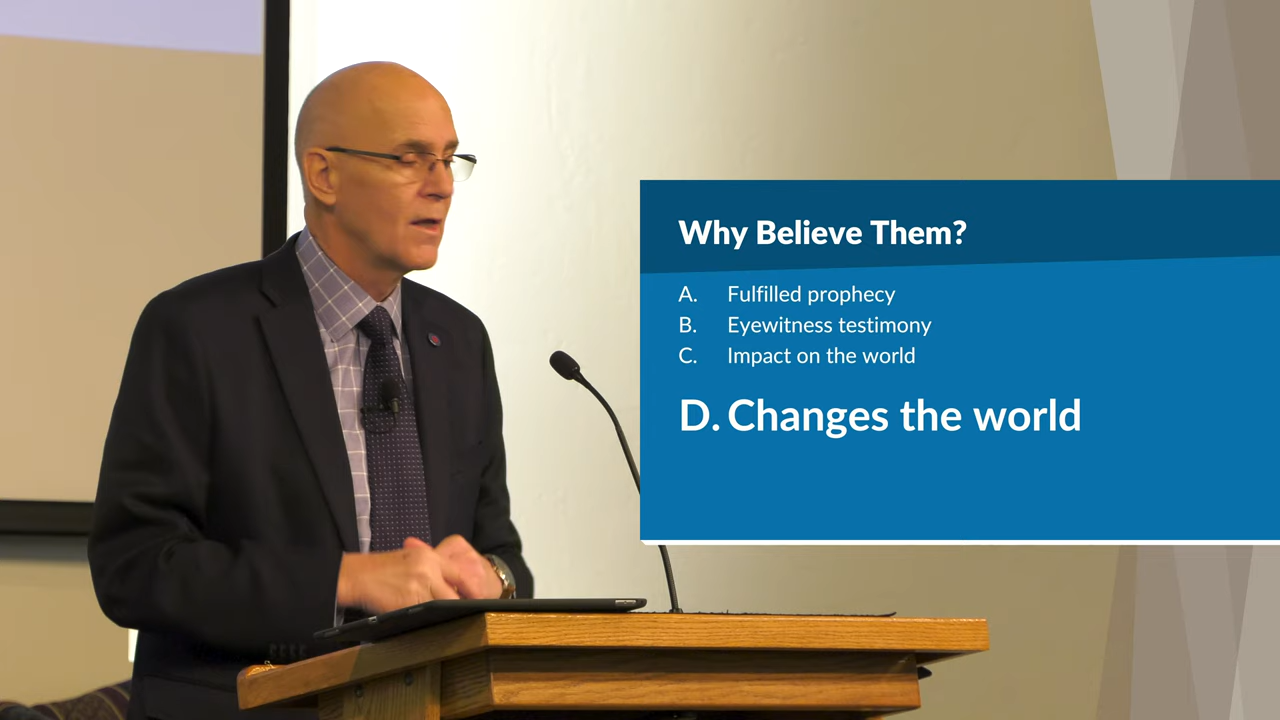 Why Believe Them?
A. Fulfilled prophecy
B. Eyewitness testimony
C. Impact on the world
D. Changes the world